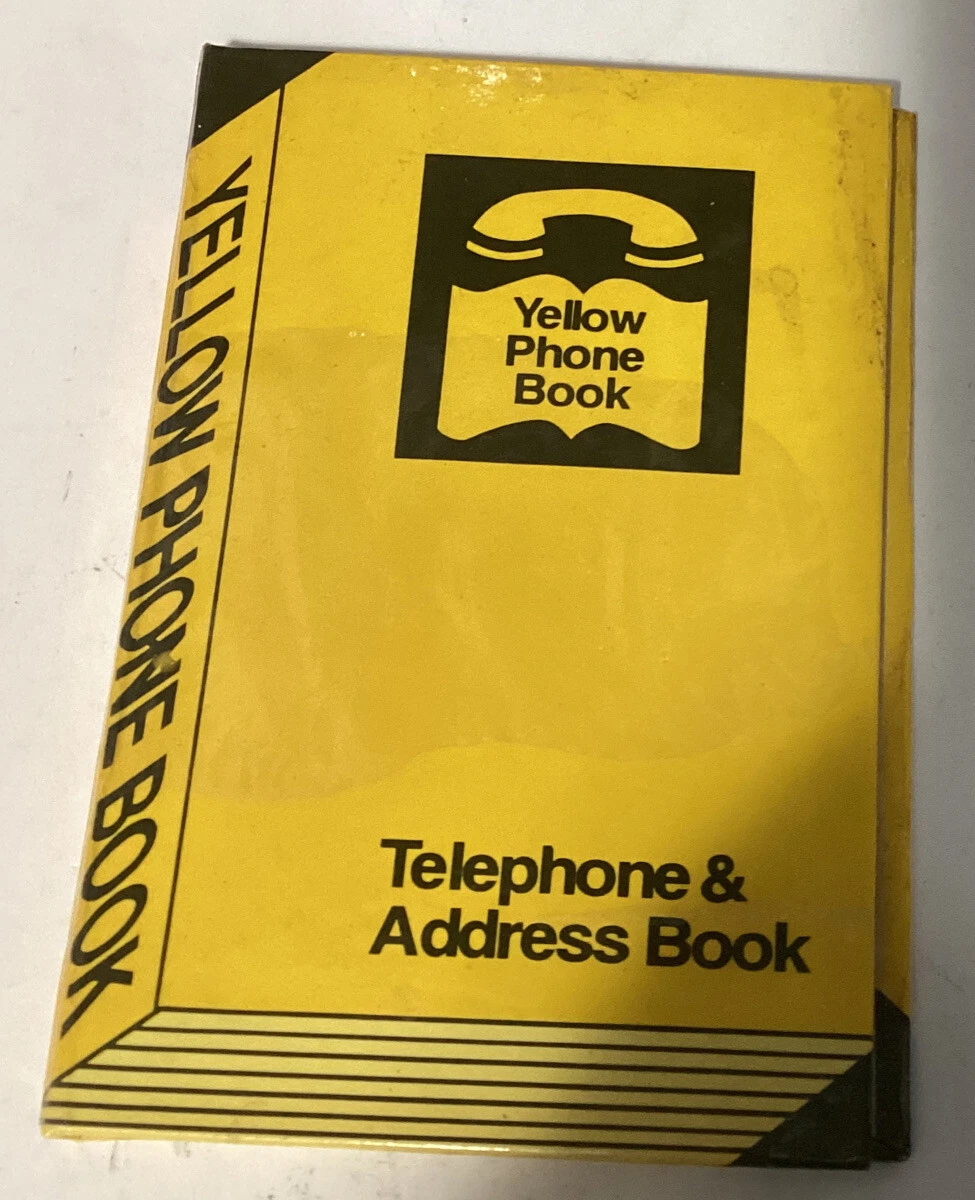 YELLOW PHONE BOOK
Yellow
Phone
Book
Telephone &
Address Book